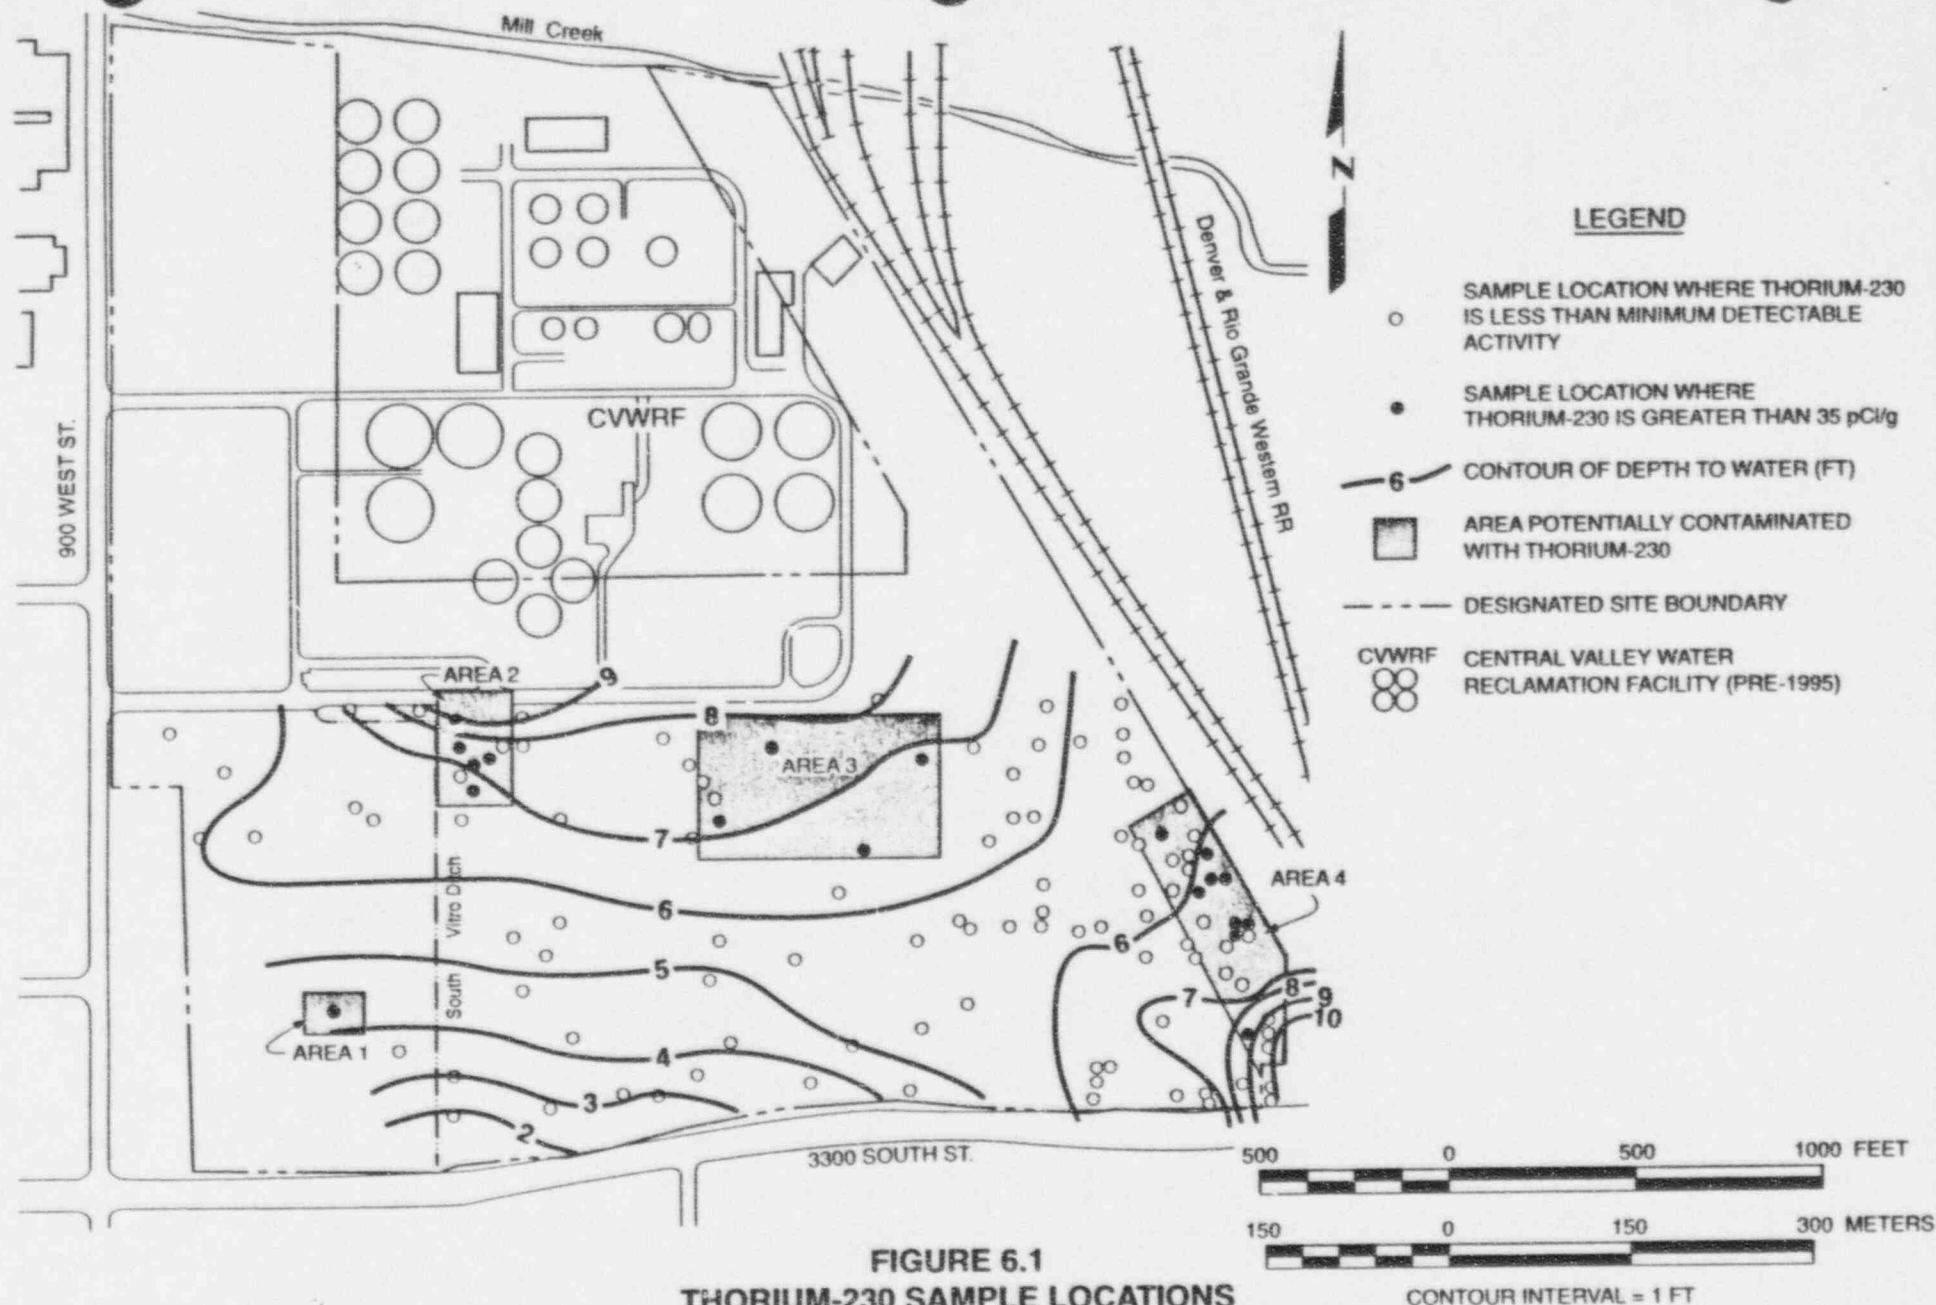 Mill Creek
N
LEGEND
SAMPLE LOCATION WHERE THORIUM-230
IS LESS THAN MINIMUM DETECTABLE
ACTIVITY
SAMPLE LOCATION WHERE
THORIUM-230 IS GREATER THAN 35 pCi/g
6
CONTOUR OF DEPTH TO WATER (FT)
AREA POTENTIALLY CONTAMINATED
WITH THORIUM-230
DESIGNATED SITE BOUNDARY
CVWRF
CENTRAL VALLEY WATER
RECLAMATION FACILITY (PRE-1995)
Denver & Rio Grande Western RR
900 WEST ST.
CVWRF
AREA 2
9
8
AREA 3
7
6
AREA 4
South Vitro Ditch
6
5
7
8
9
10
AREA 1
4
3
2
3300 SOUTH ST.
500 0 500 1000 FEET
150 0 150 300 METERS
CONTOUR INTERVAL = 1 FT
FIGURE 6.1
THORIUM-230 SAMPLE LOCATIONS